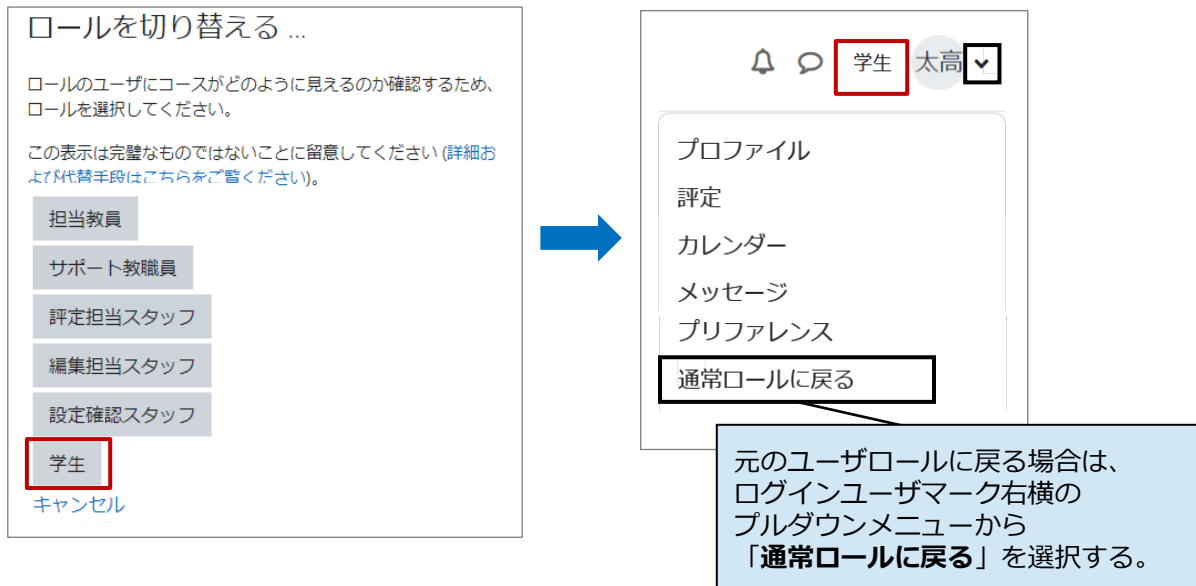 ロールを切り替える ...
ロールのユーザにコースがどのように見えるのか確認するため、
ロールを選択してください。
この表示は完璧なものではないことに留意してください (詳細お
よび代替手段はこちらをご覧ください)。
担当教員
サポート教職員
評定担当スタッフ
編集担当スタッフ
設定確認スタッフ
学生
キャンセル
学生 太高
プロファイル
評定
カレンダー
メッセージ
プリファレンス
通常ロールに戻る
元のユーザロールに戻る場合は、
ログインユーザマーク右横の
プルダウンメニューから
「通常ロールに戻る」を選択する。